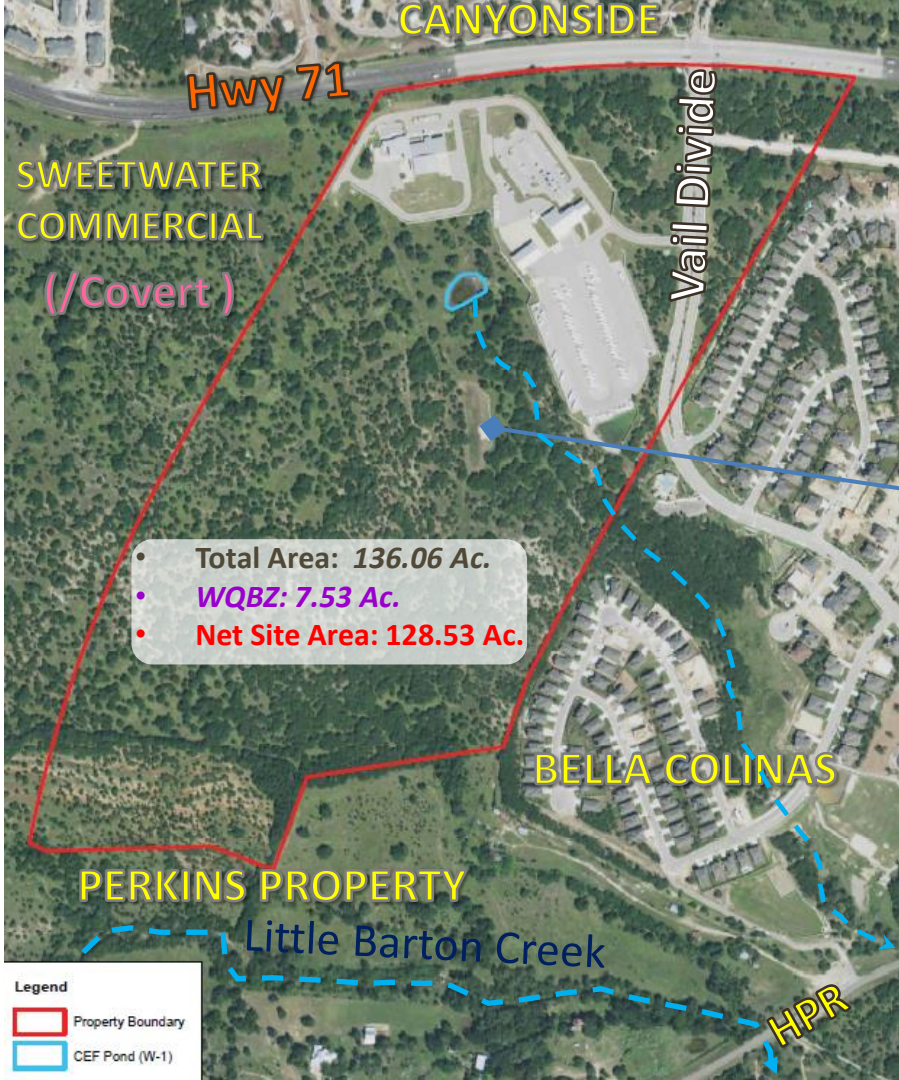 CANYONSIDE
Hwy 71
Vail Divide
SWEETWATER
COMMERCIAL
(/Covert )
• Total Area: 136.06 Ac.
• WQBZ: 7.53 Ac.
• Net Site Area: 128.53 Ac.
BELLA COLINAS
PERKINS PROPERTY
Little Barton Creek
HPR
Legend
Property Boundary
CEF Pond (W-1)